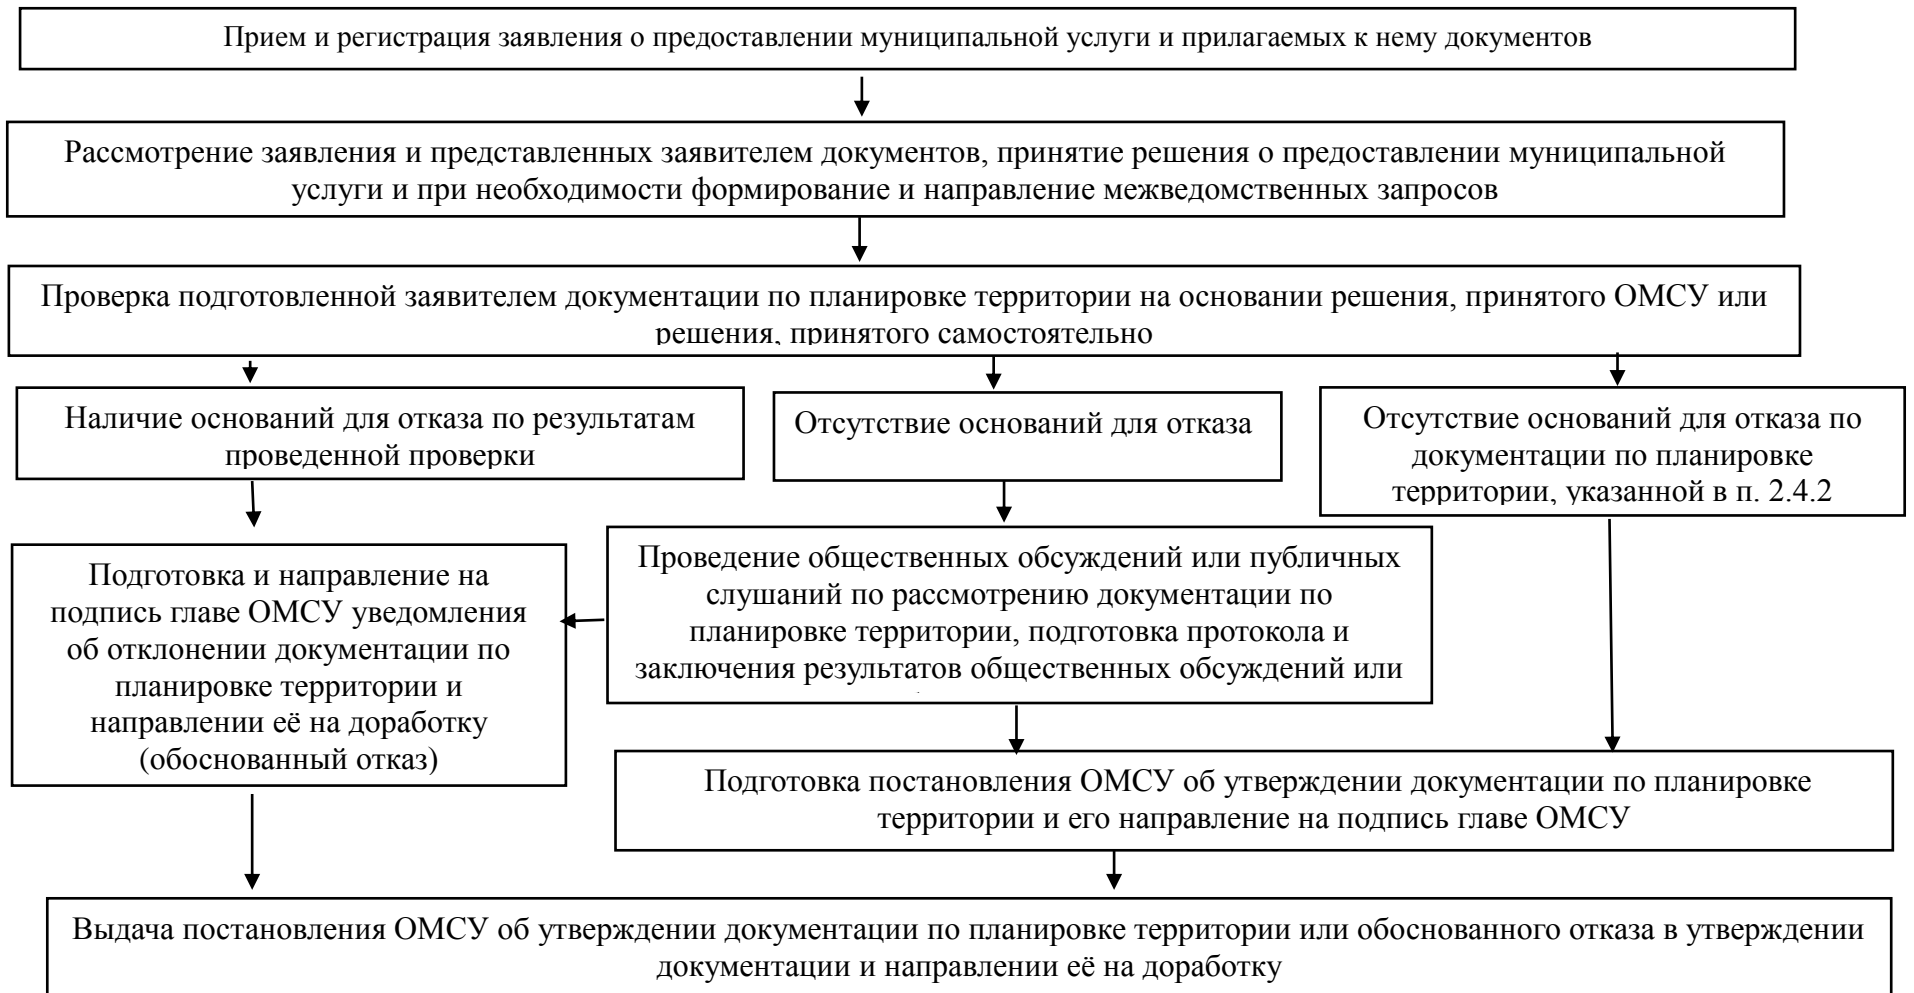 Прием и регистрация заявления о предоставлении муниципальной услуги и прилагаемых к нему документов
Рассмотрение заявления и представленных заявителем документов, принятие решения о предоставлении муниципальной
услуги и при необходимости формирование и направление межведомственных запросов
Проверка подготовленной заявителем документации по планировке территории на основании решения, принятого ОМСУ или
решения, принятого самостоятельно
Наличие оснований для отказа по результатам
проведенной проверки
Отсутствие оснований для отказа
Отсутствие оснований для отказа по
документации по планировке
территории, указанной в п. 2.4.2
Подготовка и направление на
подпись главе ОМСУ уведомления
об отклонении документации по
планировке территории и
направлении её на доработку
(обоснованный отказ)
Проведение общественных обсуждений или публичных
слушаний по рассмотрению документации по
планировке территории, подготовка протокола и
заключения результатов общественных обсуждений или
Подготовка постановления ОМСУ об утверждении документации по планировке
территории и его направление на подпись главе ОМСУ
Выдача постановления ОМСУ об утверждении документации по планировке территории или обоснованного отказа в утверждении
документации и направлении её на доработку